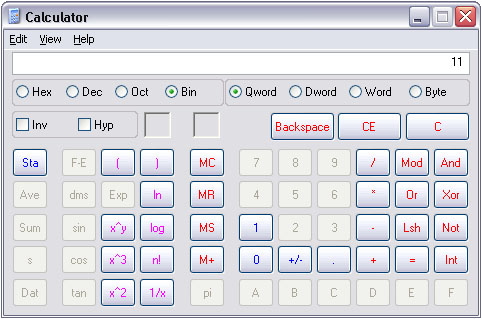 Calculator
Edit View Help
11
Hex Dec Oct Bin Qword Dword Word Byte
Inv Hyp Backspace CE C
Sta F-E ( ) MC 7 8 9 / Mod And
Ave dms Exp ln MR 4 5 6 * Or Xor
Sum sin x^y log MS 1 2 3 - Lsh Not
s cos x^3 n! M+ 0 +/- . + = Int
Dat tan x^2 1/x pi A B C D E F